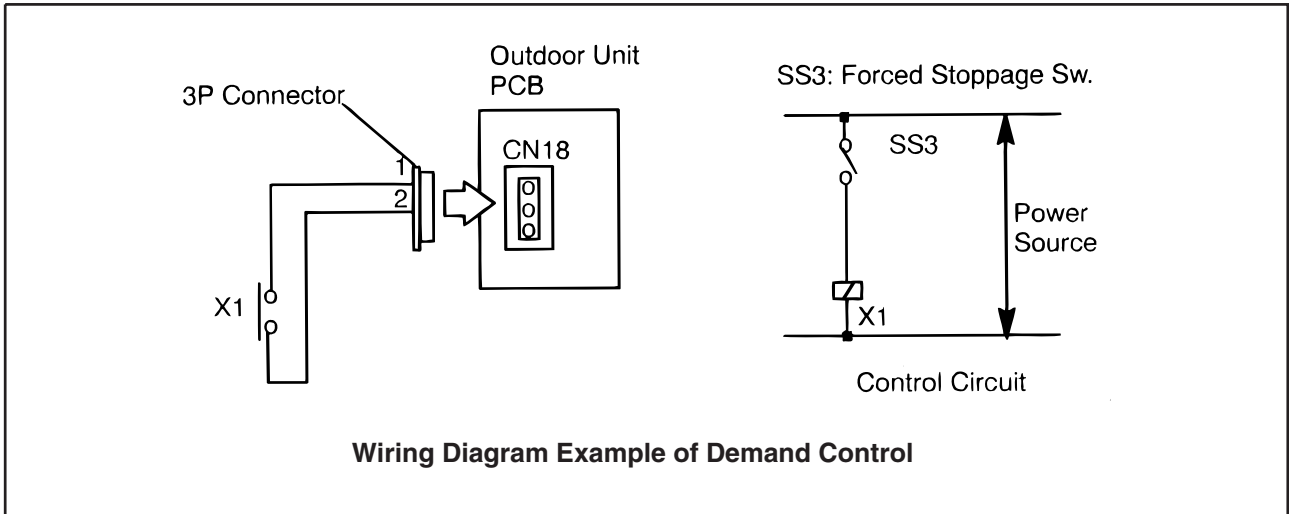 Outdoor Unit
PCB
3P Connector
CN18
1
2
X1
SS3: Forced Stoppage Sw.
SS3
Power
Source
X1
Control Circuit
Wiring Diagram Example of Demand Control